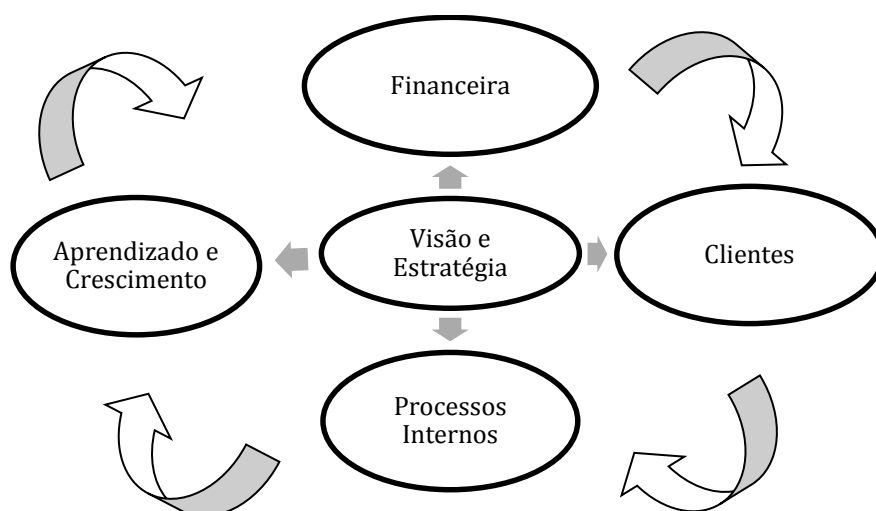 Financeira
Aprendizado e
Crescimento
Visão e
Estratégia
Clientes
Processos
Internos